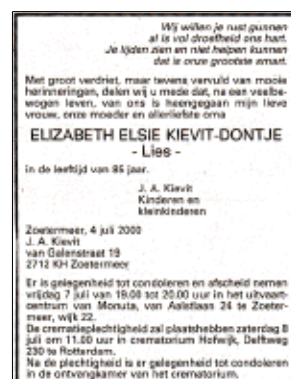 Wij willen je rust gunnen
al is vol droefheid ons hart.
Je lijden zien en niet helpen kunnen
dat is onze grootste smart.
Met groot verdriet, maar tevens vervuld van mooie
herinneringen, delen wij u mede dat, na een veelbe-
wogen leven, van ons is heengegaan mijn lieve
vrouw, onze moeder en allerliefste oma
ELIZABETH ELSIE KIEVIT-DONTJE
- Lies -
in de leeftijd van 85 jaar.
J. A. Kievit
Kinderen en
kleinkinderen
Zoetermeer, 4 juli 2000
J. A. Kievit
van Galenstraat 19
2712 KH Zoetermeer
Er is gelegenheid tot condoleren en afscheid nemen
vrijdag 7 juli van 19.00 tot 20.00 uur in het uitvaart-
centrum van Monuta, van Aalstlaan 24 te Zoeter-
meer, wijk 22.
De crematieplechtigheid zal plaatshebben zaterdag 8
juli om 11.00 uur in crematorium Hofwijk, Delftweg
230 te Rotterdam.
Na de plechtigheid is er gelegenheid tot condoleren
in de ontvangkamer van het crematorium.